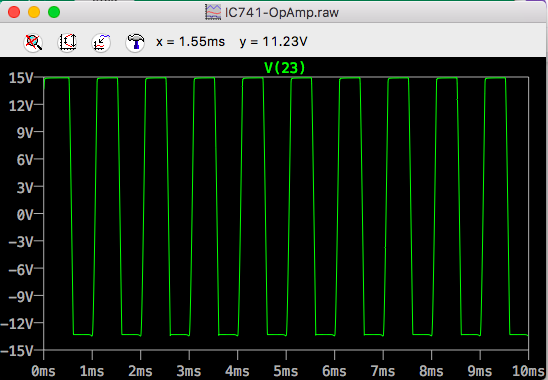 IC741-OpAmp.raw
x = 1.55ms y = 11.23V
V(23)
15V
12V
9V
6V
3V
0V
-3V
-6V
-9V
-12V
-15V
0ms 1ms 2ms 3ms 4ms 5ms 6ms 7ms 8ms 9ms 10ms